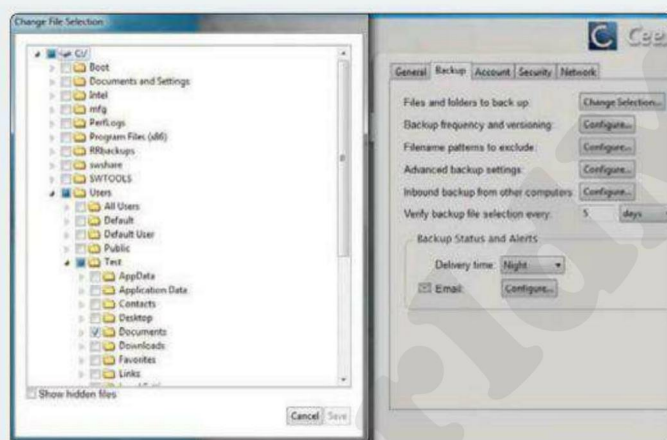 Change File Selection
C:/
Boot
Documents and Settings
Intel
mfg
PerfLogs
Program Files (x86)
RRbackups
swshare
SWTOOLS
Users
All Users
Default
Default User
Public
Test
AppData
Application Data
Contacts
Desktop
Documents
Downloads
Favorites
Links
Show hidden files
Cancel Save
C.
General Backup Account Security Network
Files and folders to back up: Change Selection...
Backup frequency and versioning: Configure...
Filename patterns to exclude: Configure...
Advanced backup settings: Configure...
Inbound backup from other computers: Configure...
Verify backup file selection every: 5 days
Backup Status and Alerts
Delivery time: Night
Email: Configure...